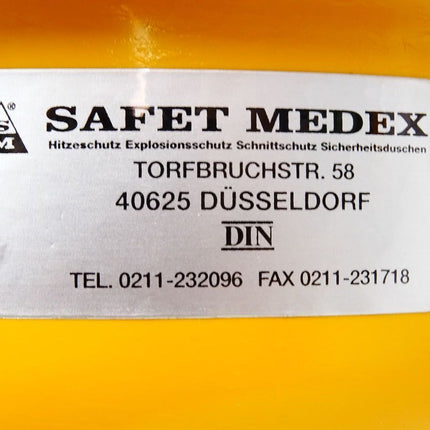 S ®
M
SAFET MEDEX
Hitzeschutz Explosionsschutz Schnittschutz Sicherheitsduschen
TORFBRUCHSTR. 58
40625 DÜSSELDORF
DIN
TEL. 0211-232096 FAX 0211-231718